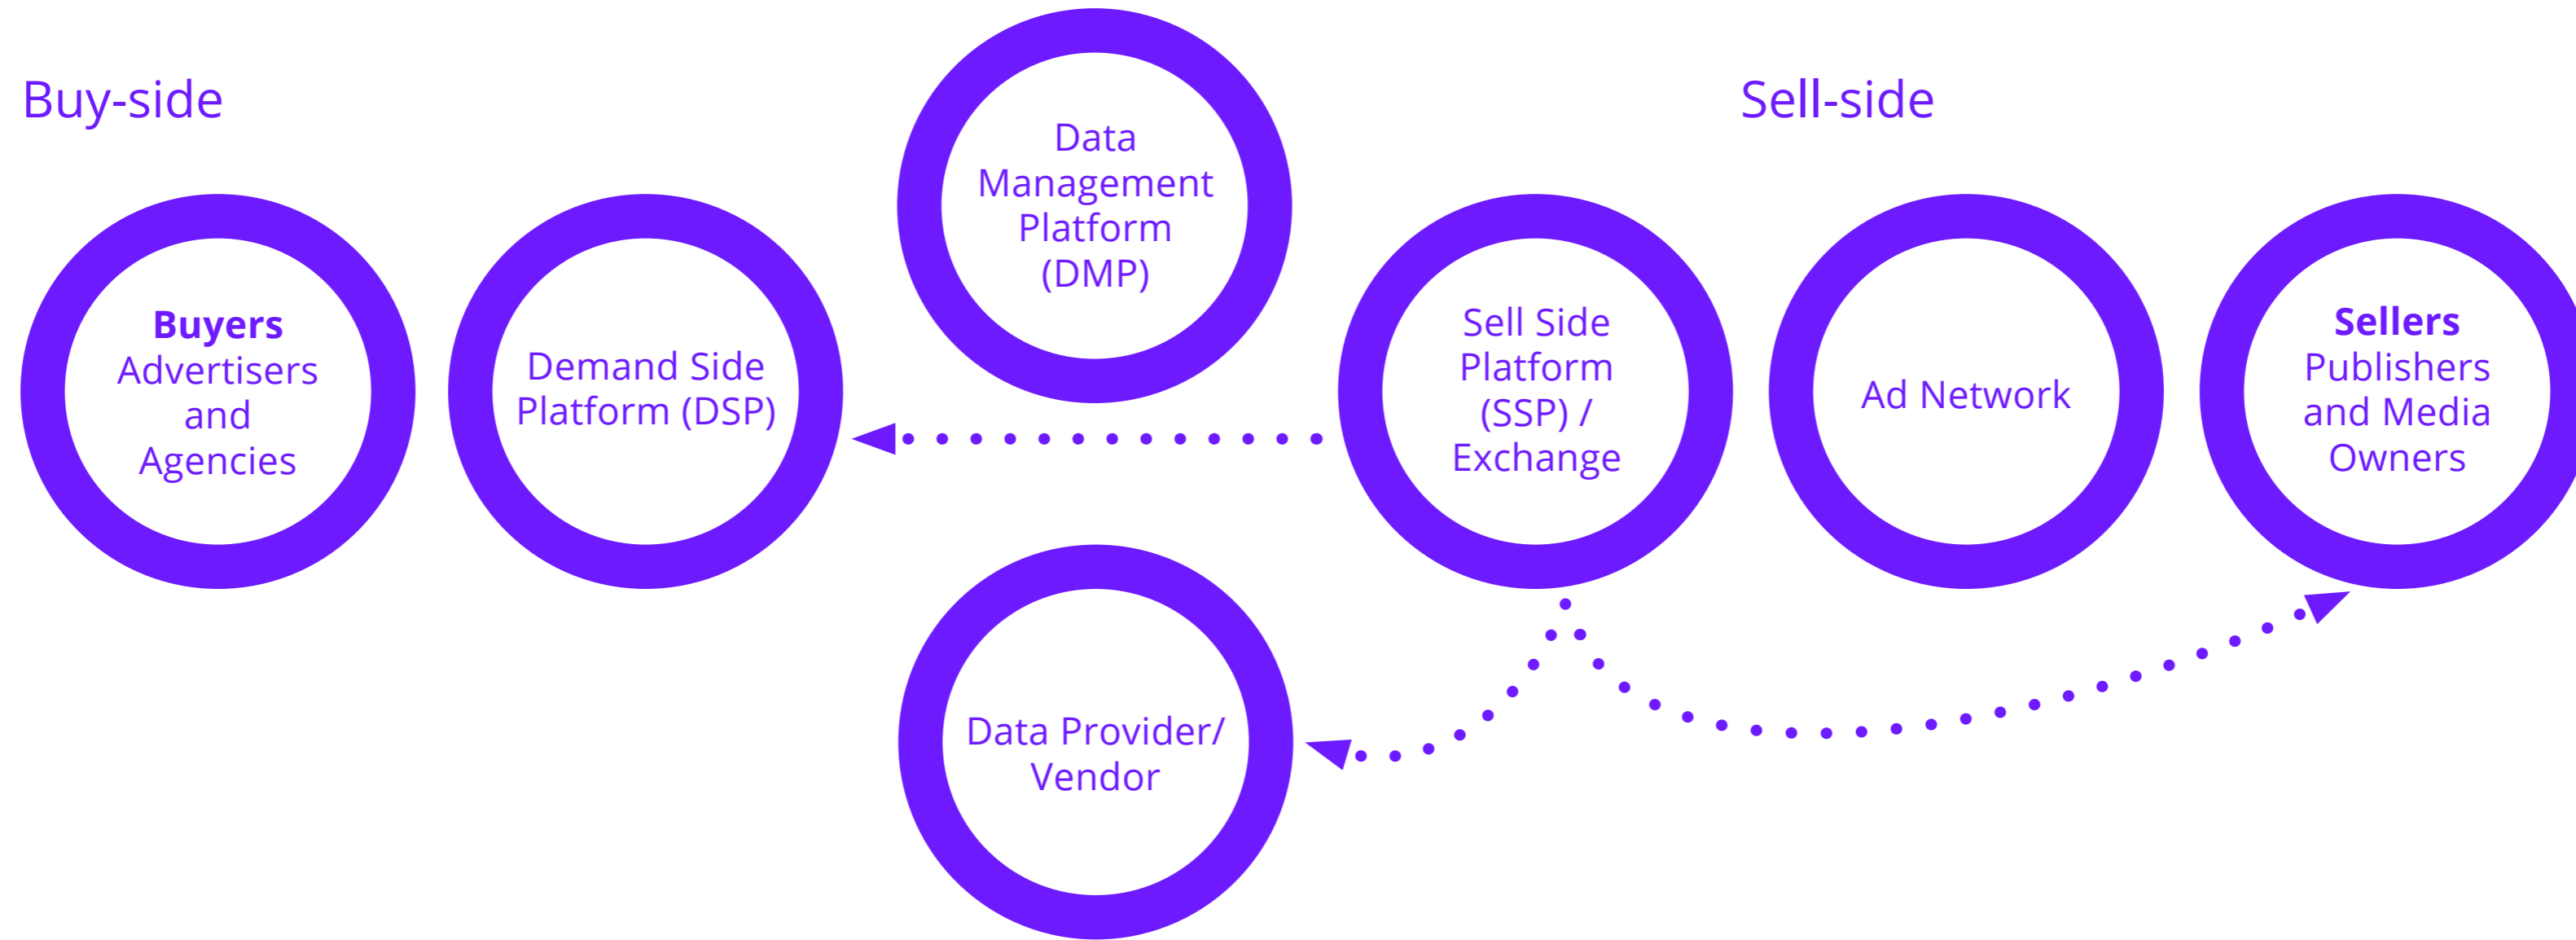 Buy-side
Sell-side
Buyers
Advertisers
and
Agencies
Demand Side
Platform (DSP)
Data
Management
Platform
(DMP)
Data Provider/
Vendor
Sell Side
Platform
(SSP) /
Exchange
Ad Network
Sellers
Publishers
and Media
Owners